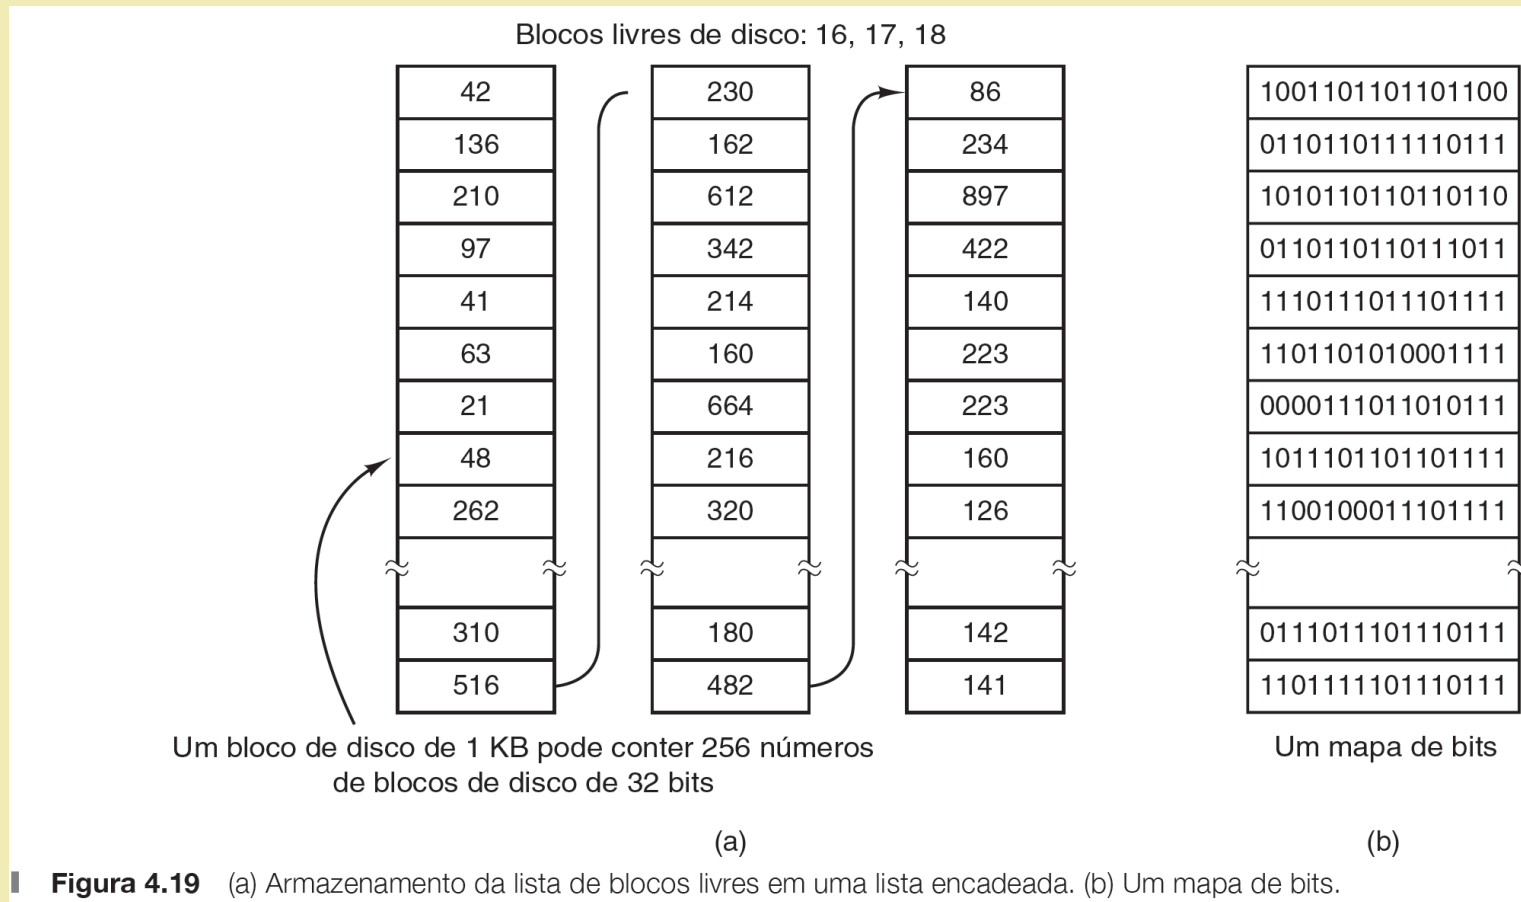 Blocos livres de disco: 16, 17, 18
42 230 86 1001101101101100
136 162 234 0110110111110111
210 612 897 1010110110110110
97 342 422 0110110110111011
41 214 140 1110111011101111
63 160 223 1101101010001111
21 664 223 0000111011010111
48 216 160 1011101101101111
262 320 126 1100100011101111
310 180 142 0111011101110111
516 482 141 1101111101110111
Um bloco de disco de 1 KB pode conter 256 números
de blocos de disco de 32 bits
Um mapa de bits
(a) (b)
Figura 4.19 (a) Armazenamento da lista de blocos livres em uma lista encadeada. (b) Um mapa de bits.